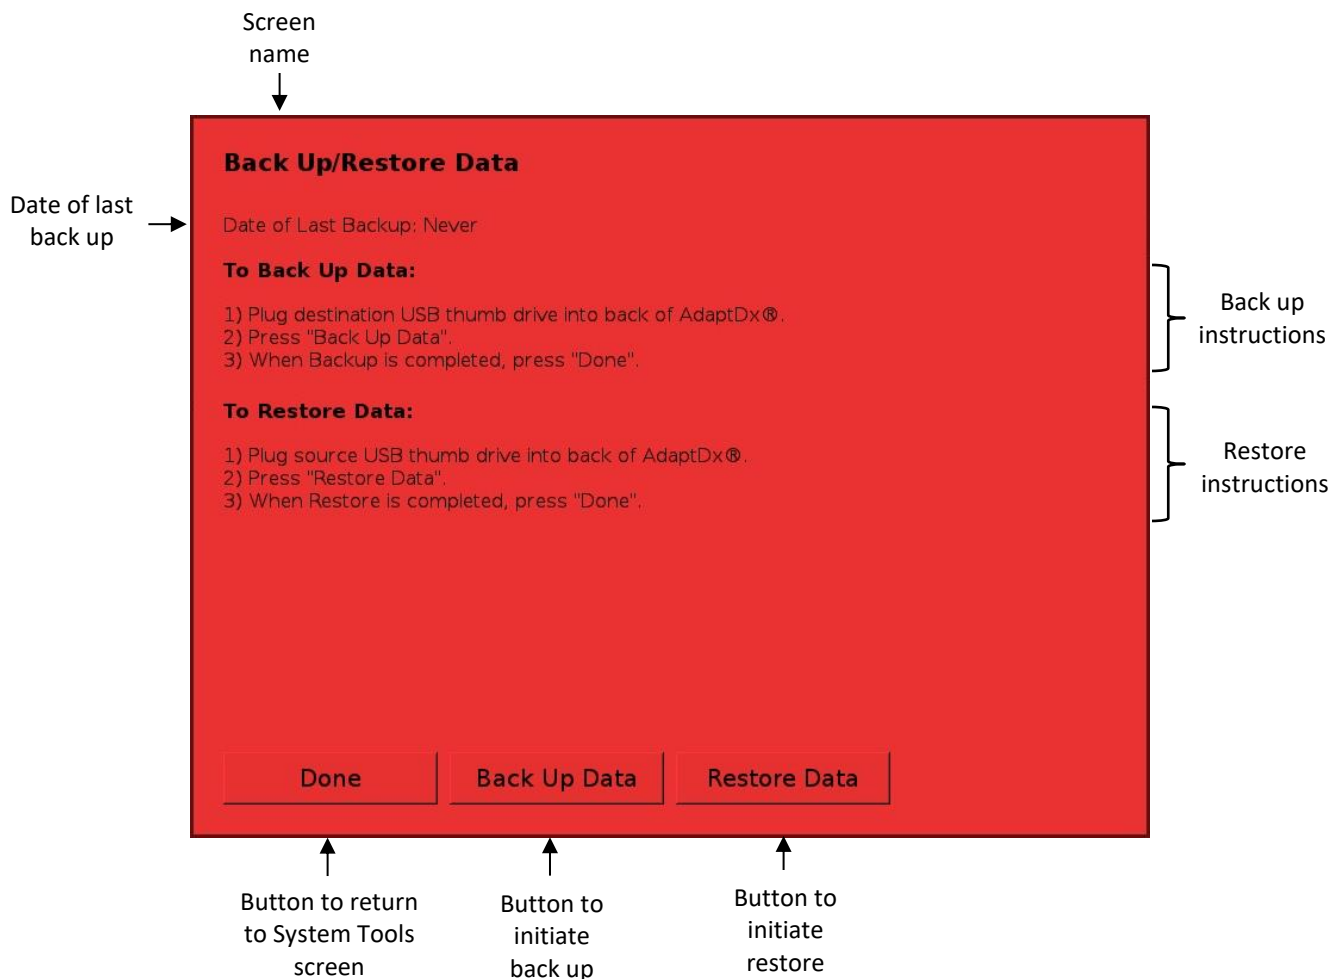 Screen
name
Back Up/Restore Data
Date of last
back up
Date of Last Backup: Never
To Back Up Data:
1) Plug destination USB thumb drive into back of AdaptDx®.
2) Press "Back Up Data".
3) When Backup is completed, press "Done".
Back up
instructions
To Restore Data:
1) Plug source USB thumb drive into back of AdaptDx®.
2) Press "Restore Data".
3) When Restore is completed, press "Done".
Restore
instructions
Done
Back Up Data
Restore Data
Button to return
to System Tools
screen
Button to
initiate
back up
Button to
initiate
restore